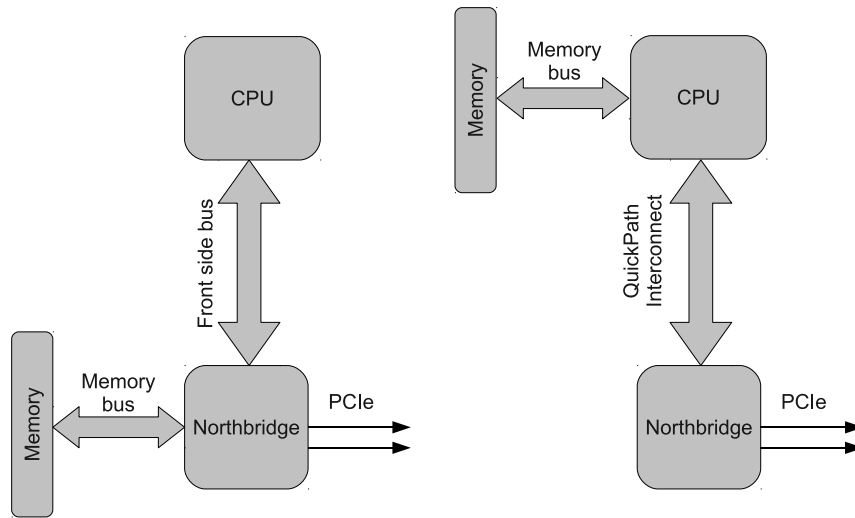 CPU
Front side bus
Memory
Memory
bus
Northbridge
PCIe
Memory
Memory
bus
CPU
QuickPath
Interconnect
Northbridge
PCIe